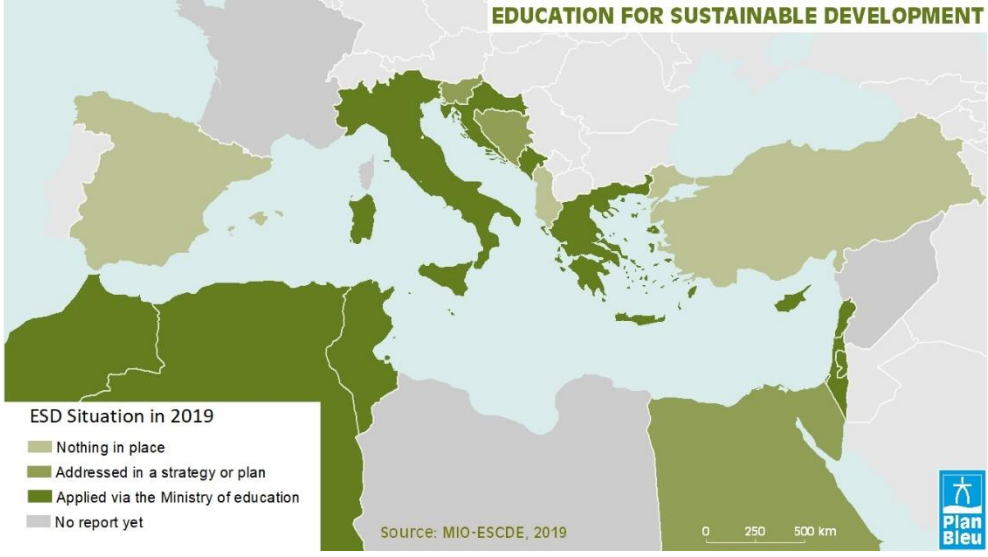 EDUCATION FOR SUSTAINABLE DEVELOPMENT
ESD Situation in 2019
Nothing in place
Addressed in a strategy or plan
Applied via the Ministry of education
No report yet
Source: MIO-ESCDE, 2019
0 250 500 km
Plan
Bleu